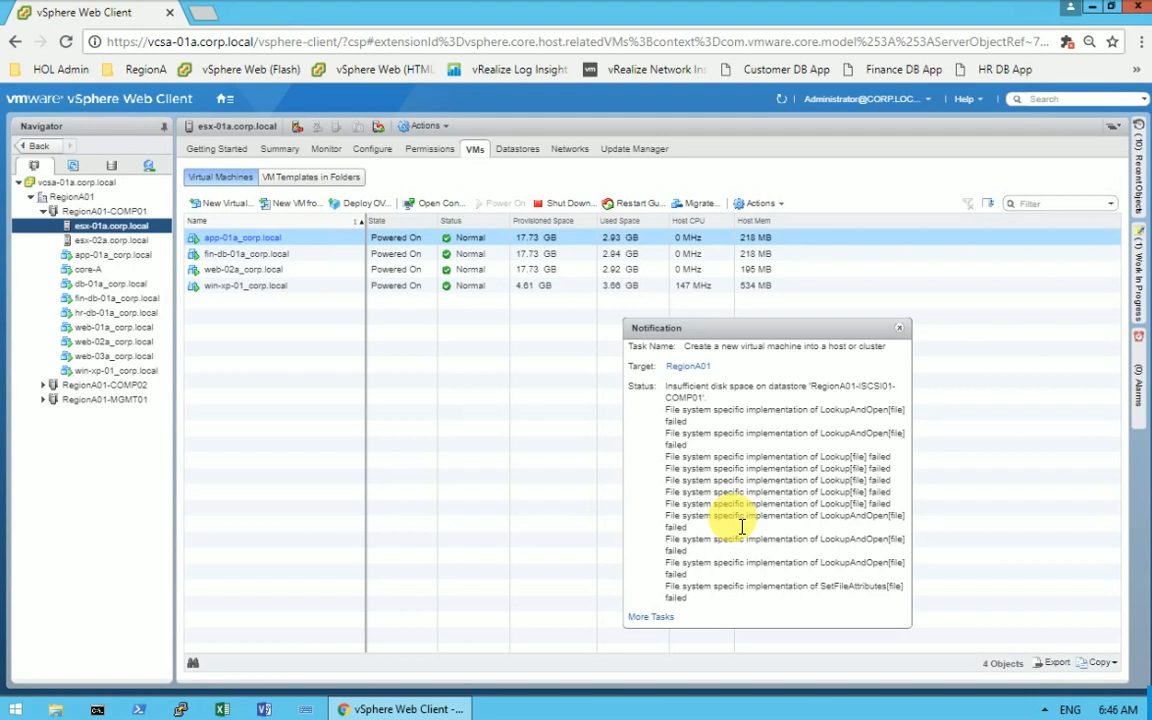 vSphere Web Client
https://vcsa-01a.corp.local/vsphere-client/?csp#extensionId%3Dvsphere.core.host.relatedVMs%3Bcontext%3Dcom.vmware.core.model%253A%253AServerObjectRef~7...
HOL Admin RegionA vSphere Web (Flash) vSphere Web (HTML vRealize Log Insight vRealize Network In: Customer DB App Finance DB App HR DB App »
vmware® vSphere Web Client Administrator@CORP.LOC... Help Search
Navigator
Back
vcsa-01a.corp.local
RegionA01
RegionA01-COMP01
esx-01a.corp.local
esx-02a.corp.local
app-01a_corp.local
core-A
db-01a_corp.local
fin-db-01a_corp.local
hr-db-01a_corp.local
web-01a_corp.local
web-02a_corp.local
web-03a_corp.local
win-xp-01_corp.local
RegionA01-COMP02
RegionA01-MGMT01
esx-01a.corp.local Actions
Getting Started Summary Monitor Configure Permissions VMs Datastores Networks Update Manager
Virtual Machines VM Templates in Folders
New Virtual... New VM fro... Deploy OV... Open Con... Power On Shut Down... Restart Gu... Migrate... Actions Filter
Name 1 State Status Provisioned Space Used Space Host CPU Host Mem
app-01a_corp.local Powered On Normal 17.73 GB 2.93 GB 0 MHz 218 MB
fin-db-01a_corp.local Powered On Normal 17.73 GB 2.94 GB 0 MHz 218 MB
web-02a_corp.local Powered On Normal 17.73 GB 2.92 GB 0 MHz 195 MB
win-xp-01_corp.local Powered On Normal 4.61 GB 3.66 GB 147 MHz 534 MB
Notification
Task Name: Create a new virtual machine into a host or cluster
Target: RegionA01
Status: Insufficient disk space on datastore 'RegionA01-ISCSI01-
COMP01'.
File system specific implementation of LookupAndOpen[file]
failed
File system specific implementation of LookupAndOpen[file]
failed
File system specific implementation of Lookup[file] failed
File system specific implementation of Lookup[file] failed
File system specific implementation of Lookup[file] failed
File system specific implementation of Lookup[file] failed
File system specific implementation of Lookup[file] failed
File system specific implementation of LookupAndOpen[file]
failed
File system specific implementation of LookupAndOpen[file]
failed
File system specific implementation of LookupAndOpen[file]
failed
File system specific implementation of SetFileAttributes[file]
failed
More Tasks
4 Objects Export Copy
(10) Recent Objects
(1) Work In Progress
(0) Alarms
vSphere Web Client -... ENG 6:46 AM